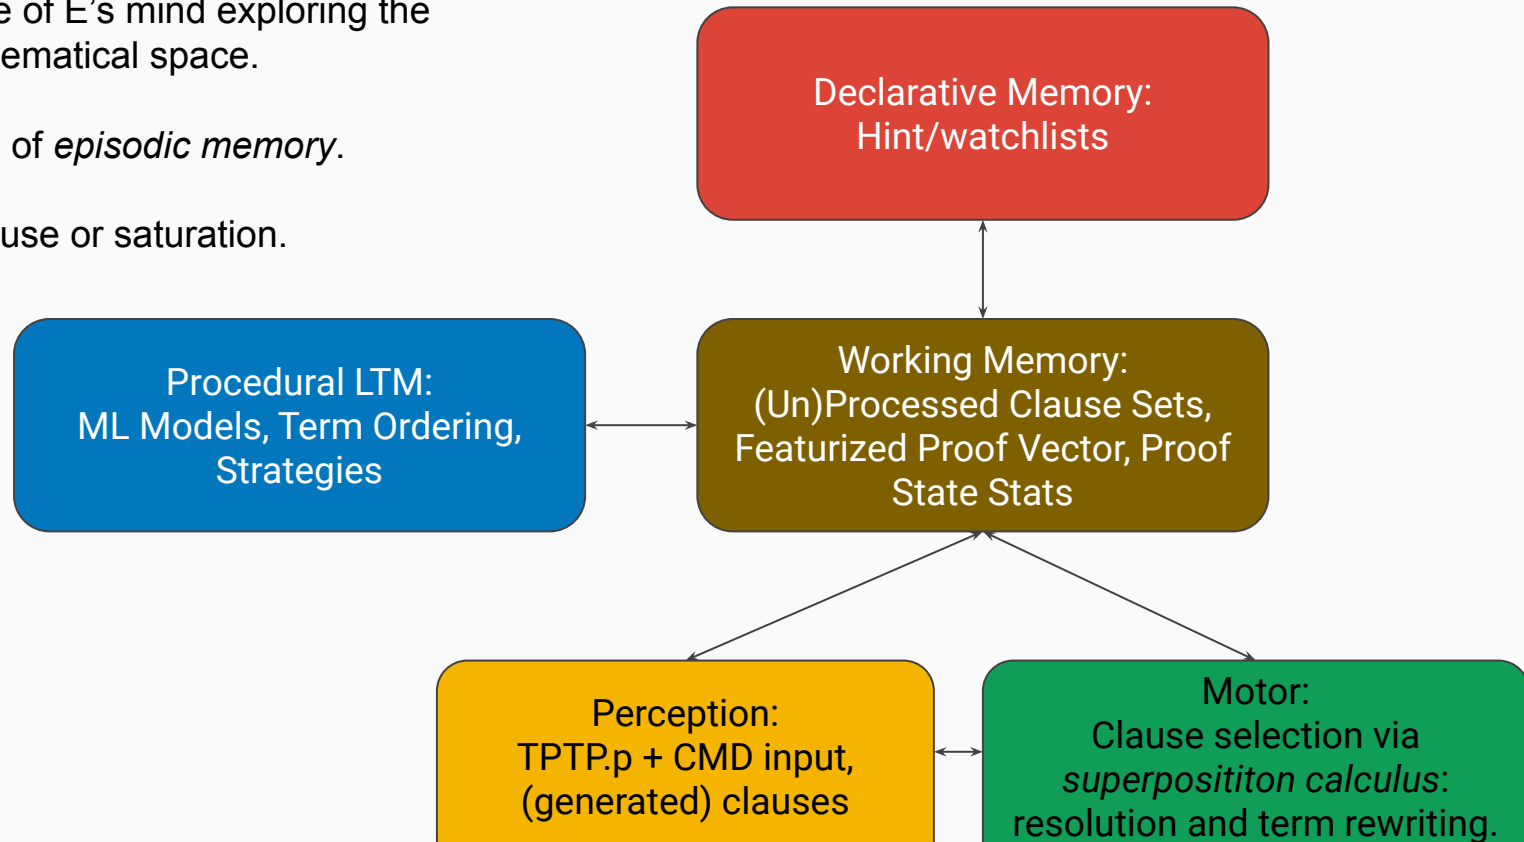 e of E's mind exploring the
ematical space.
of episodic memory.
use or saturation.
Declarative Memory:
Hint/watchlists
Procedural LTM:
ML Models, Term Ordering,
Strategies
Working Memory:
(Un)Processed Clause Sets,
Featurized Proof Vector, Proof
State Stats
Perception:
TPTP.p + CMD input,
(generated) clauses
Motor:
Clause selection via
superposititon calculus:
resolution and term rewriting.